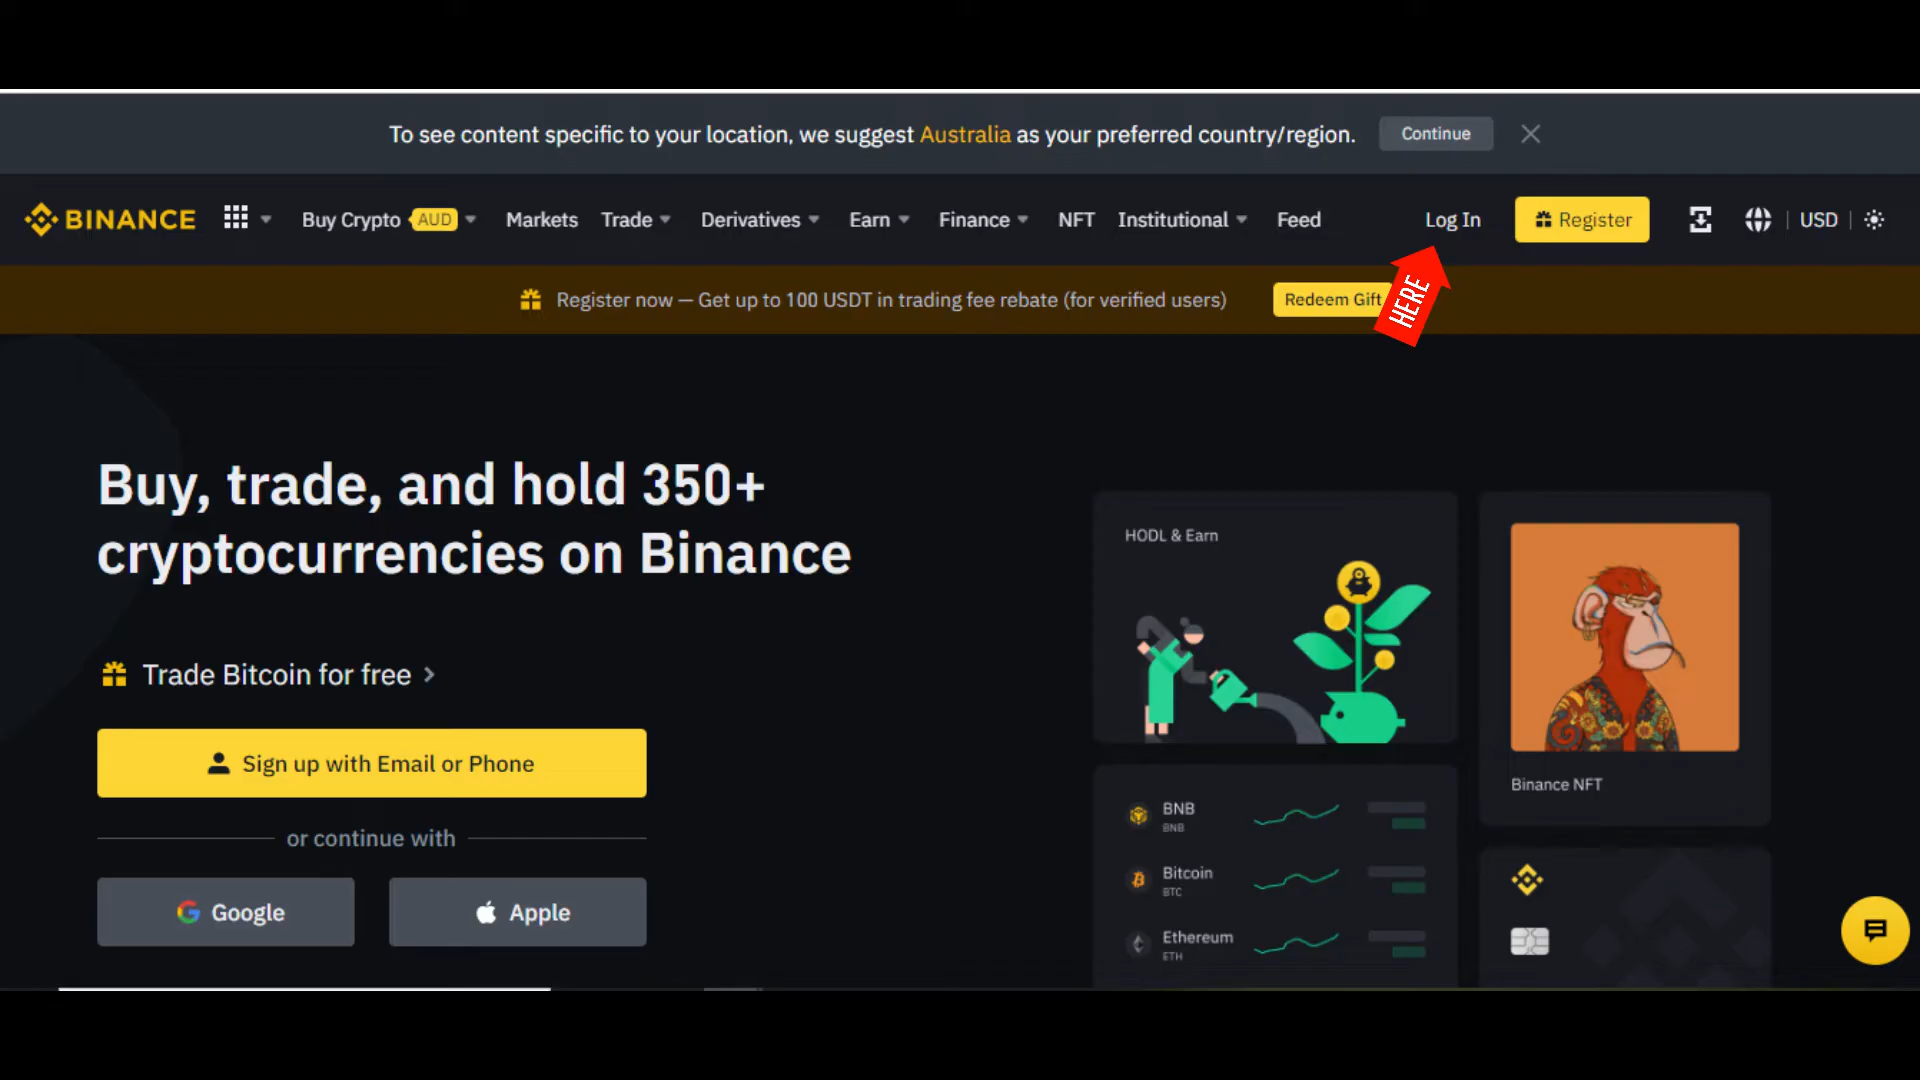 To see content specific to your location, we suggest Australia as your preferred country/region. Continue
BINANCE Buy Crypto AUD Markets Trade Derivatives Earn Finance NFT Institutional Feed Log In Register USD
Register now — Get up to 100 USDT in trading fee rebate (for verified users) Redeem Gift
HERE
Buy, trade, and hold 350+
cryptocurrencies on Binance
Trade Bitcoin for free
Sign up with Email or Phone
or continue with
Google Apple
HODL & Earn
BNB
BNB
Bitcoin
BTC
Ethereum
ETH
Binance NFT